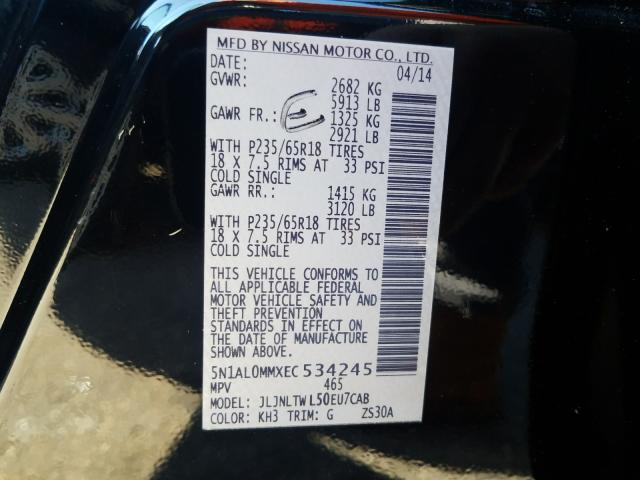 MFD BY NISSAN MOTOR CO., LTD.
DATE: 04/14
GVWR: 2682 KG
5913 LB
GAWR FR.: E 1325 KG
2921 LB
WITH P235/65R18 TIRES
18 X 7.5 RIMS AT 33 PSI
COLD SINGLE
GAWR RR.: 1415 KG
3120 LB
WITH P235/65R18 TIRES
18 X 7.5 RIMS AT 33 PSI
COLD SINGLE
THIS VEHICLE CONFORMS TO
ALL APPLICABLE FEDERAL
MOTOR VEHICLE SAFETY AND
THEFT PREVENTION
STANDARDS IN EFFECT ON
THE DATE OF MANUFACTURE
SHOWN ABOVE.
5N1AL0MMXEC534245
MPV 465
MODEL: JLJNLTWL50EU7CAB
COLOR: KH3 TRIM: G ZS30A